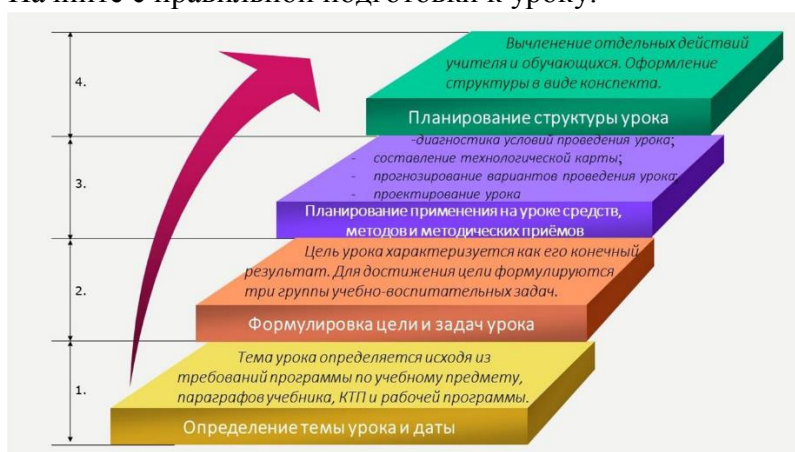 4.
Вычленение отдельных действий
учителя и обучающихся. Оформление
структуры в виде конспекта.
Планирование структуры урока
3.
-диагностика условий проведения урока;
- составление технологической карты;
- прогнозирование вариантов проведения урока;
- проектирование урока
Планирование применения на уроке средств,
методов и методических приёмов
2.
Цель урока характеризуется как его конечный
результат. Для достижения цели формулируются
три группы учебно-воспитательных задач.
Формулировка цели и задач урока
1.
Тема урока определяется исходя из
требований программы по учебному предмету,
параграфов учебника, КТП и рабочей программы.
Определение темы урока и даты